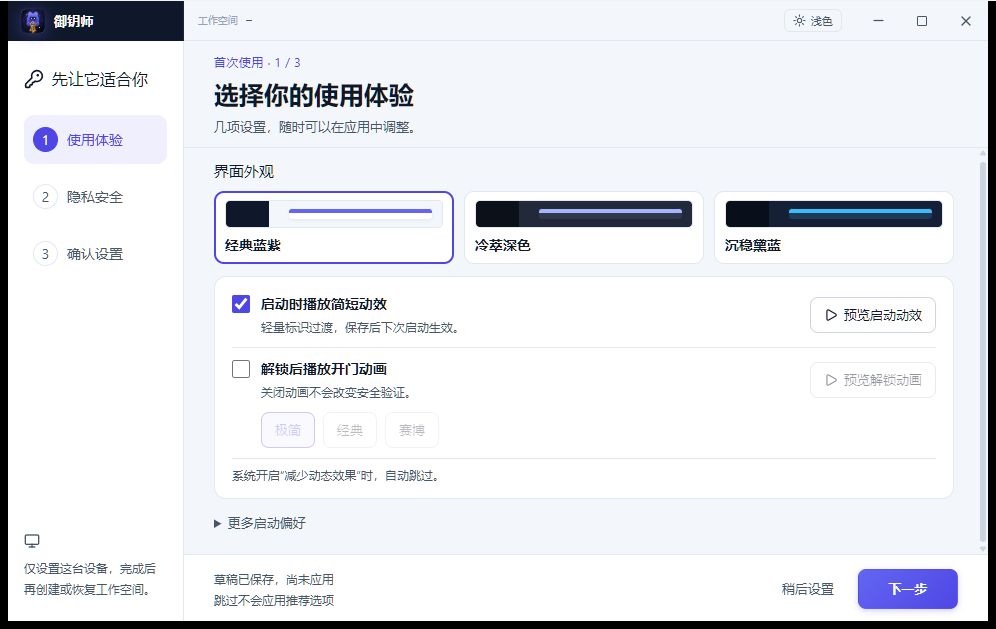 御钥师
工作空间 –
浅色
先让它适合你
1 使用体验
2 隐私安全
3 确认设置
仅设置这台设备，完成后
再创建或恢复工作空间。
首次使用 · 1 / 3
选择你的使用体验
几项设置，随时可以在应用中调整。
界面外观
经典蓝紫
冷萃深色
沉稳黛蓝
启动时播放简短动效
轻量标识过渡，保存后下次启动生效。
预览启动动效
解锁后播放开门动画
关闭动画不会改变安全验证。
预览解锁动画
极简
经典
赛博
系统开启“减少动态效果”时，自动跳过。
更多启动偏好
草稿已保存，尚未应用
跳过不会应用推荐选项
稍后设置
下一步